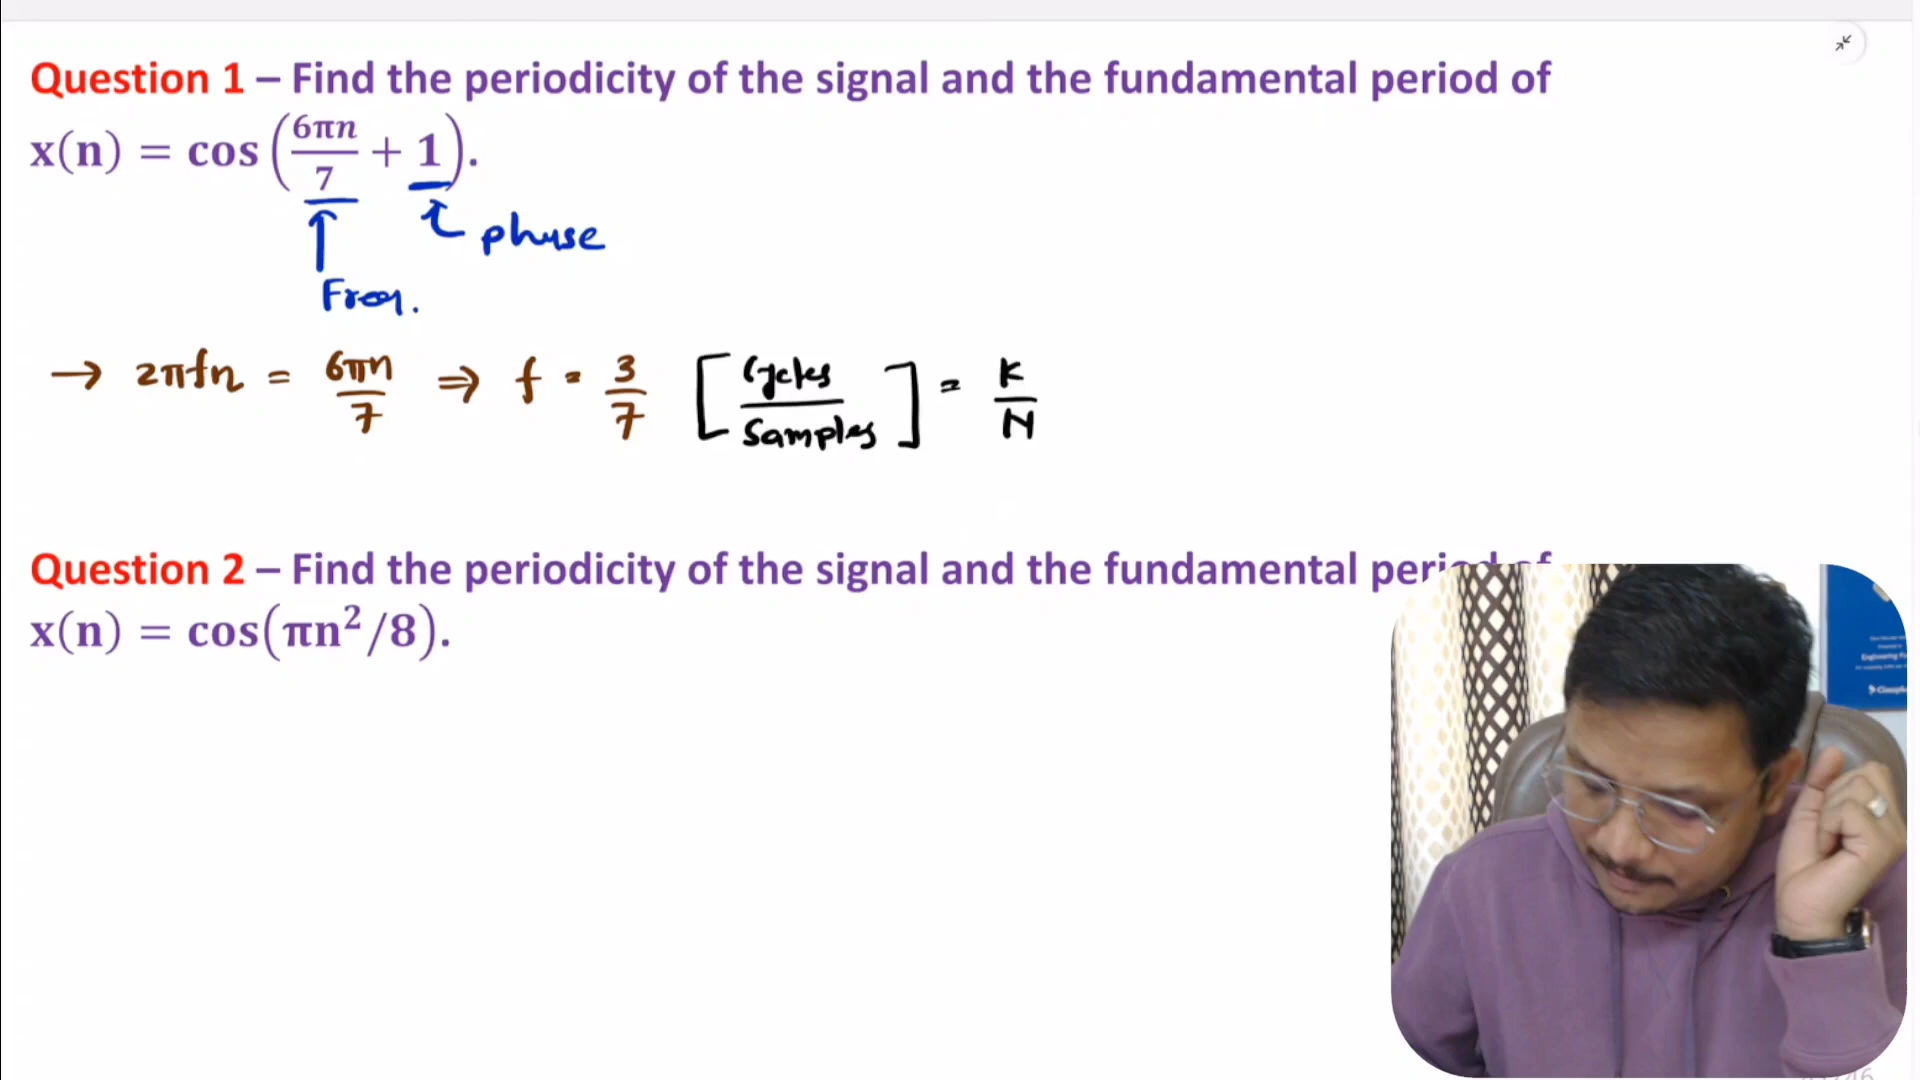 Question 1 – Find the periodicity of the signal and the fundamental period of
x(n) = cos(6πn/7 + 1).
phase
Freq.
→ 2πfn = 6πn/7 ⇒ f = 3/7 [Cycles/Samples] = K/N
Question 2 – Find the periodicity of the signal and the fundamental period of
x(n) = cos(πn²/8).